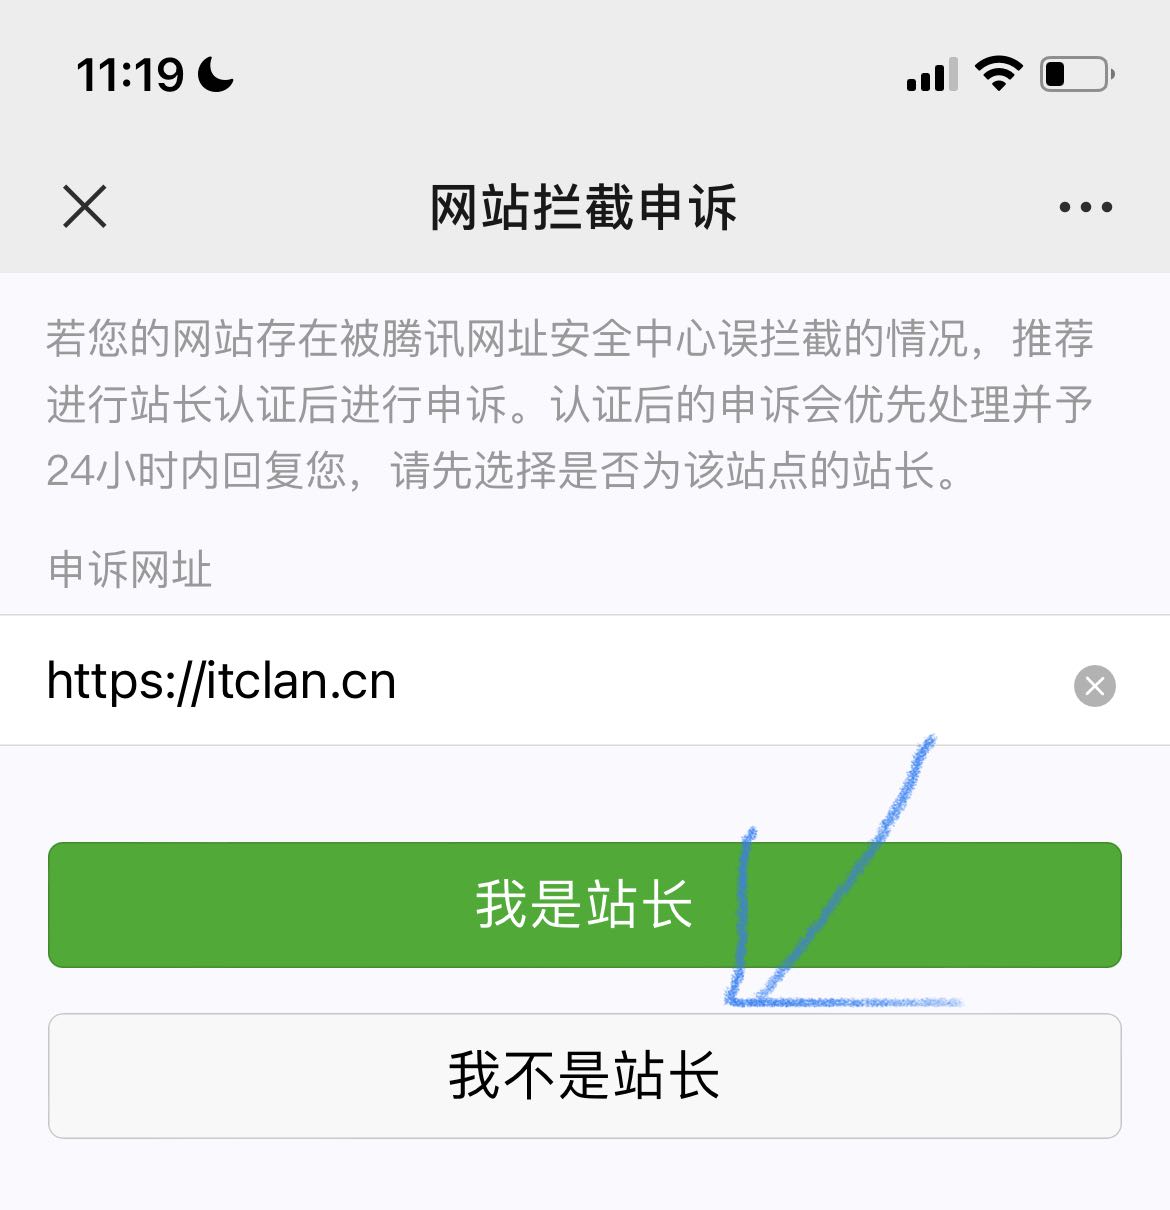 11:19
网站拦截申诉
若您的网站存在被腾讯网址安全中心误拦截的情况，推荐
进行站长认证后进行申诉。认证后的申诉会优先处理并予
24小时内回复您，请先选择是否为该站点的站长。
申诉网址
https://itclan.cn
我是站长
我不是站长